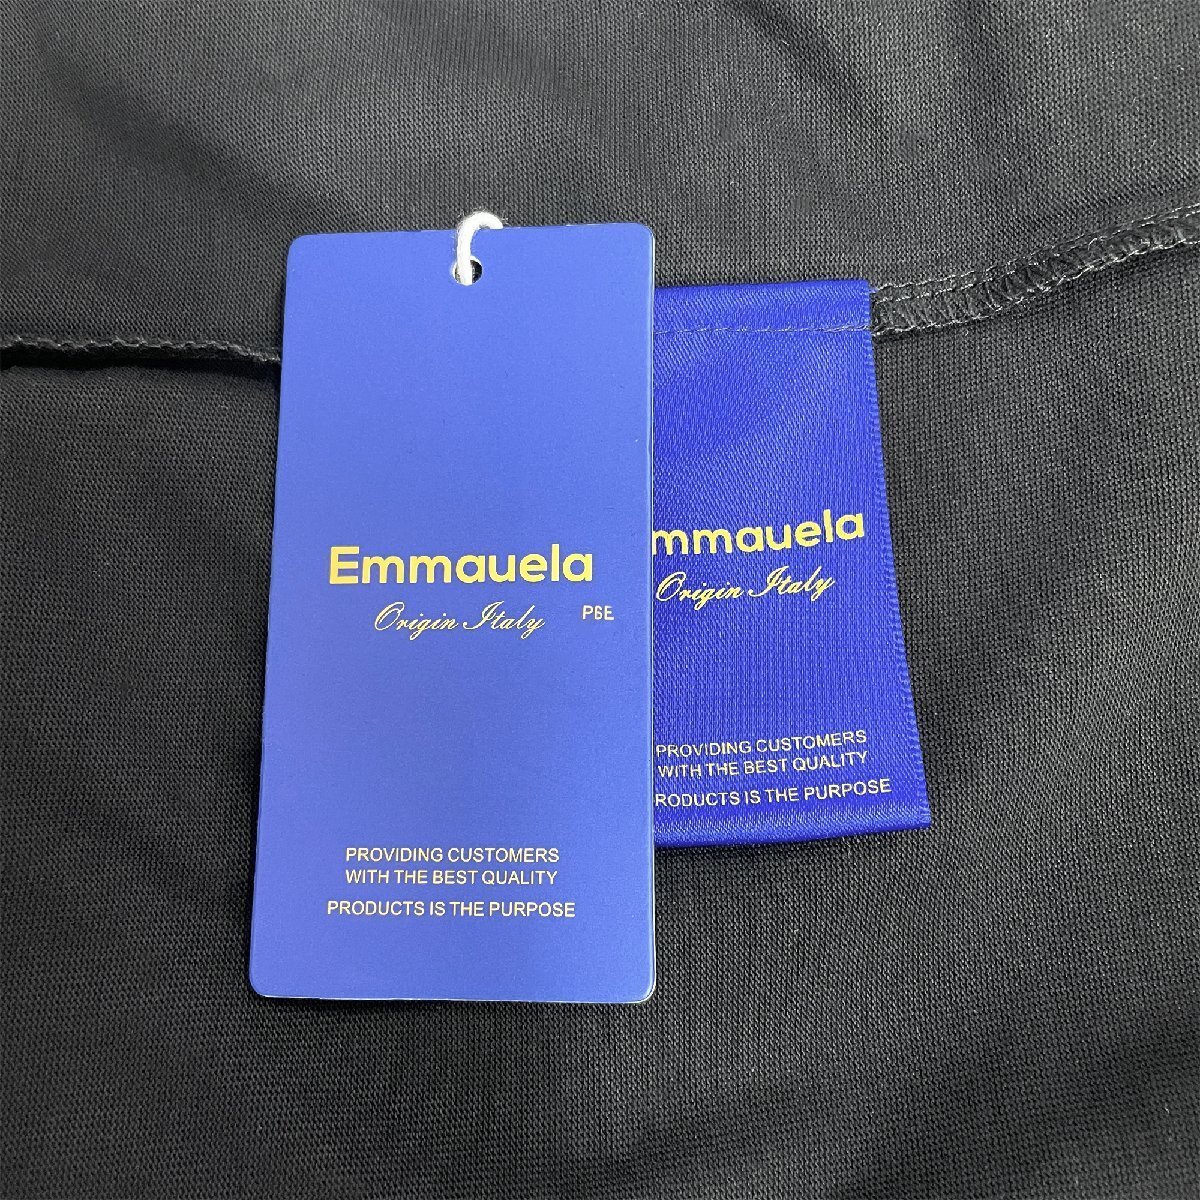 Emmauela
Origin Italy
PBE
PROVIDING CUSTOMERS
WITH THE BEST QUALITY
PRODUCTS IS THE PURPOSE
mmauela
Origin Italy
PROVIDING CUSTOMERS
WITH THE BEST QUALITY
RODUCTS IS THE PURPOSE